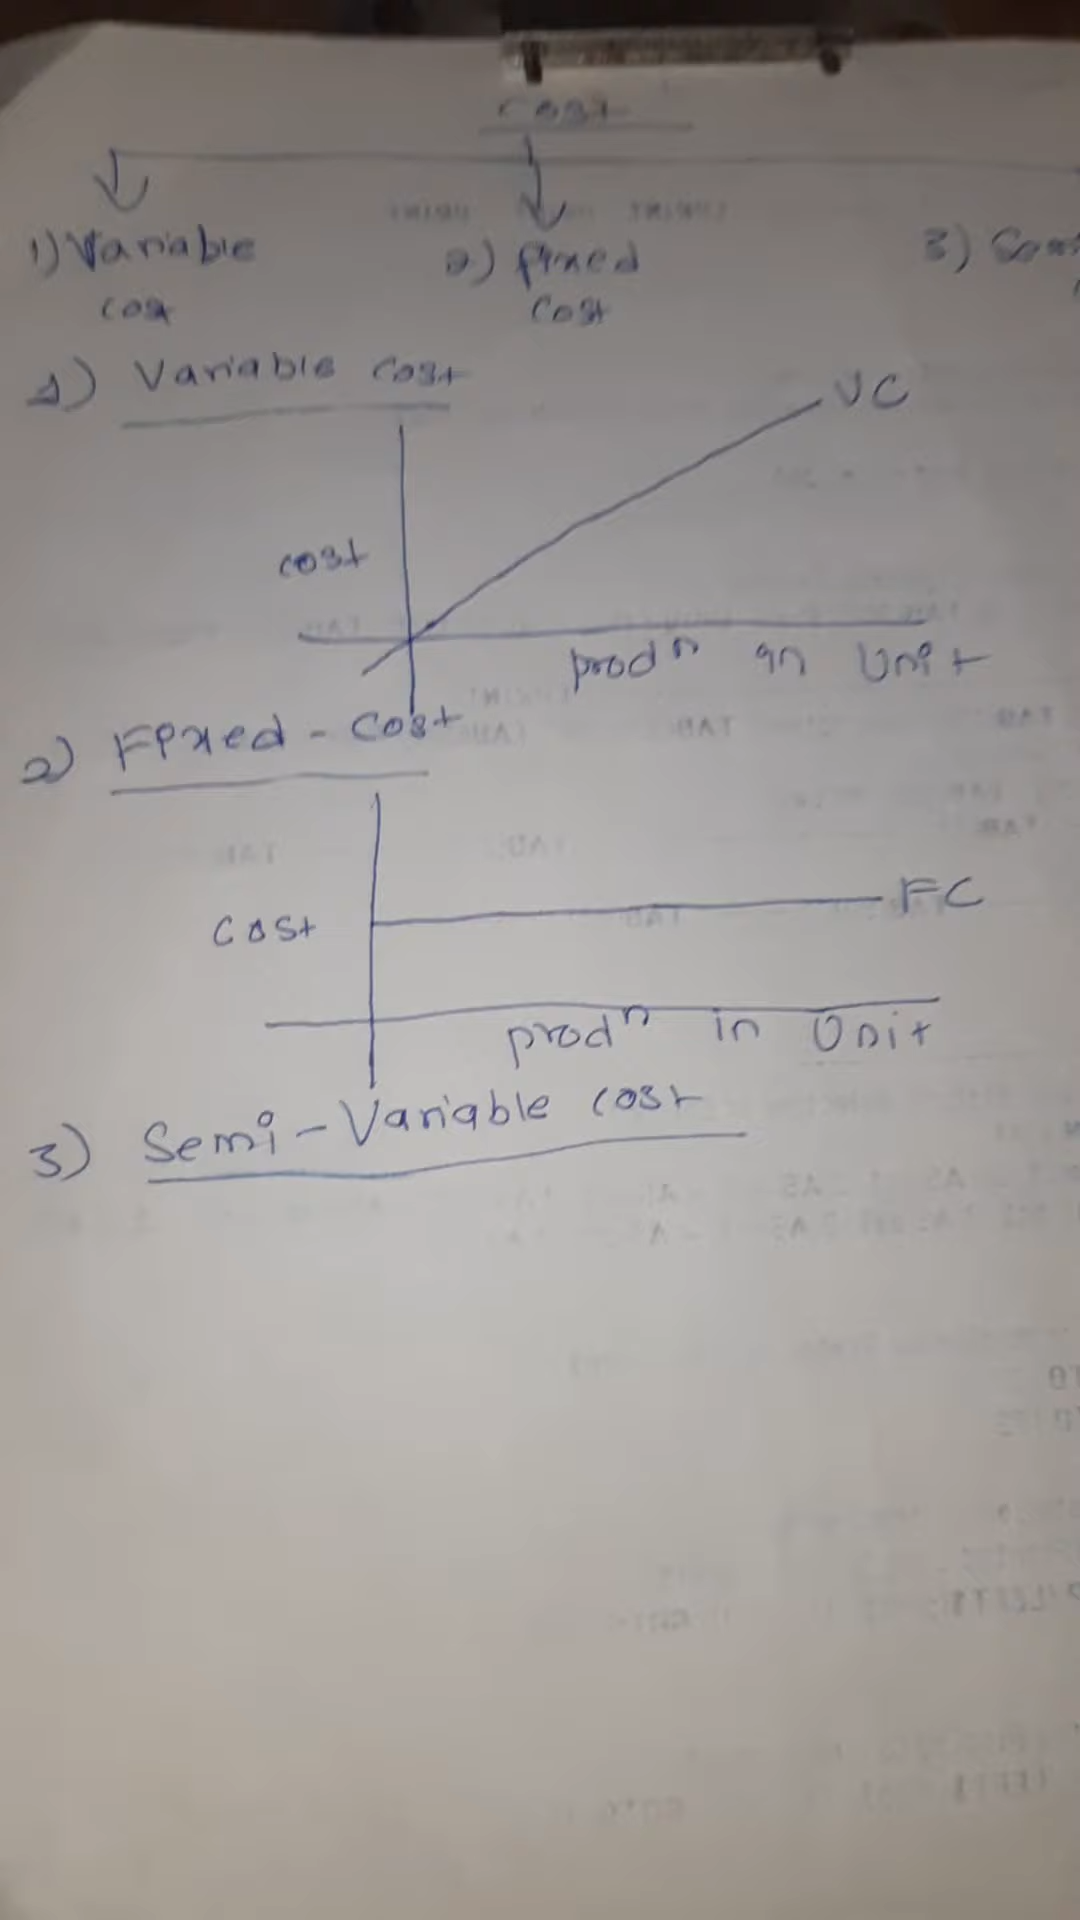 Cost
1) Variable cost
2) fixed cost
3)
1) Variable cost
VC
cost
prodn in Unit
2) Fixed - Cost
FC
Cost
prodn in Unit
3) Semi - Variable cost